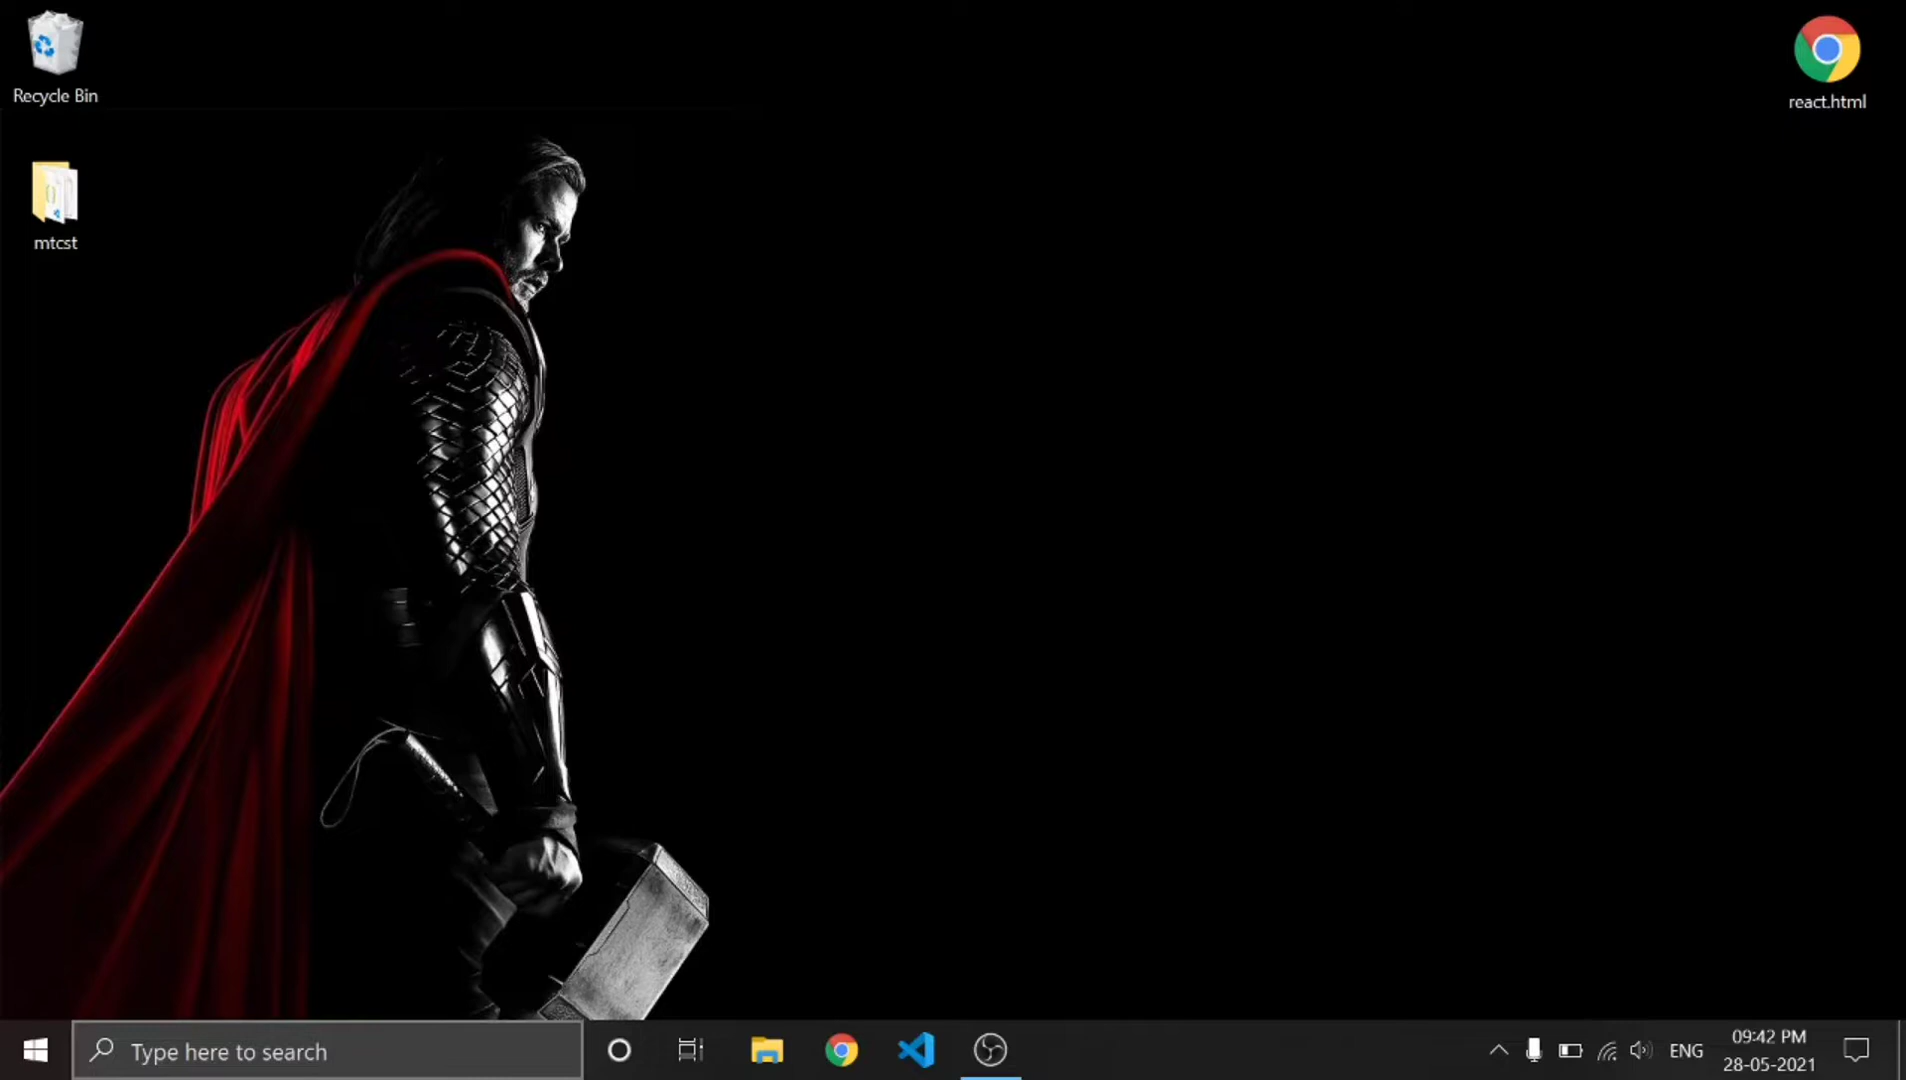 Recycle Bin
react.html
mtcst
Type here to search
ENG
09:42 PM
28-05-2021